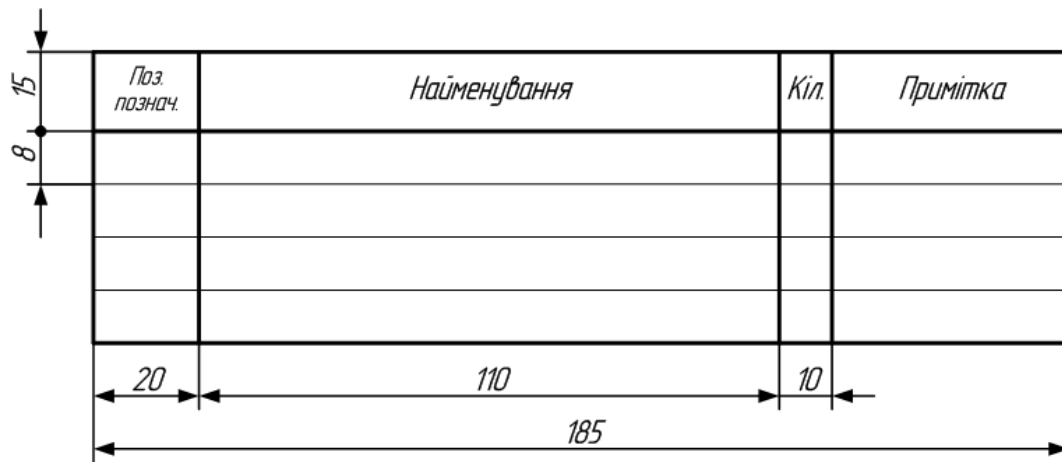 Поз.
познач.
Найменування
Кіл.
Примітка
15
8
20
110
10
185